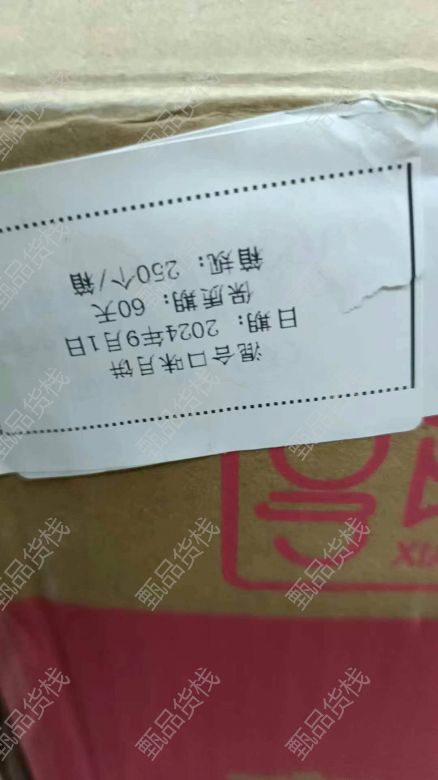 混合口味月饼
日期：2024年9月1日
保质期：60天
箱规：250个/箱
甄品货栈